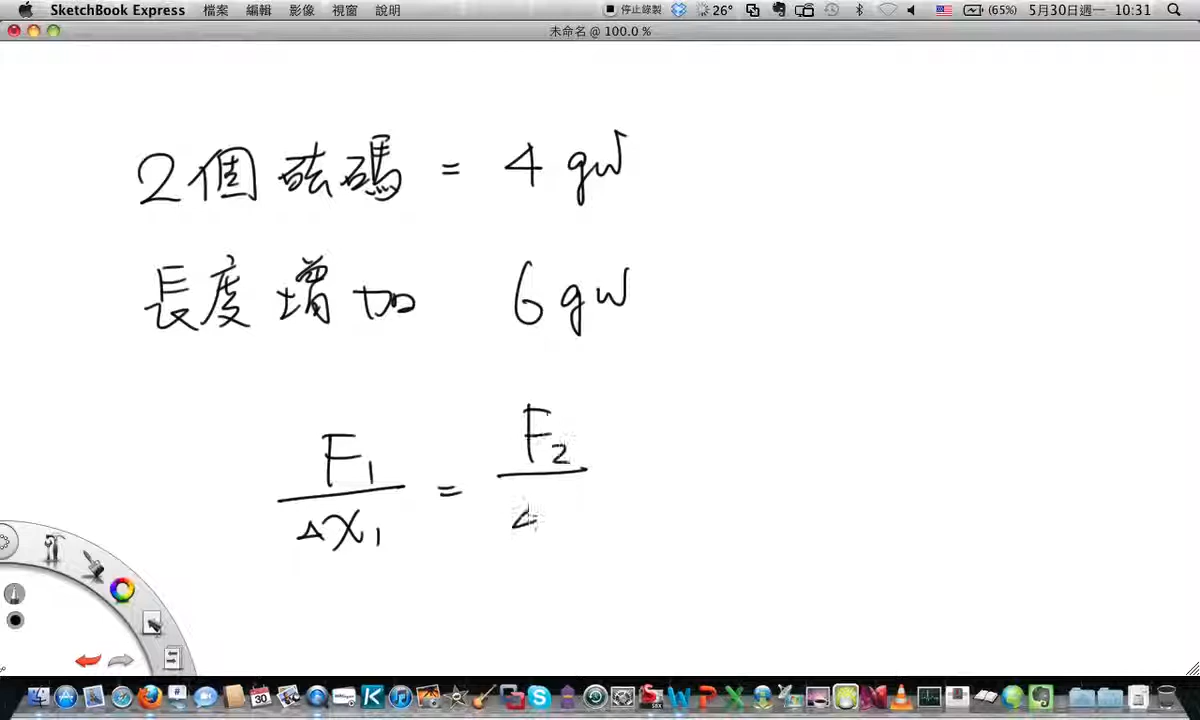 SketchBook Express 檔案 編輯 影像 視窗 說明 停止錄製 26° (65%) 5月30日週一 10:31
未命名 @ 100.0 %
2個砝碼 = 4 gw
長度增加 6 gw
F1 / Δx1 = F2 / Δ